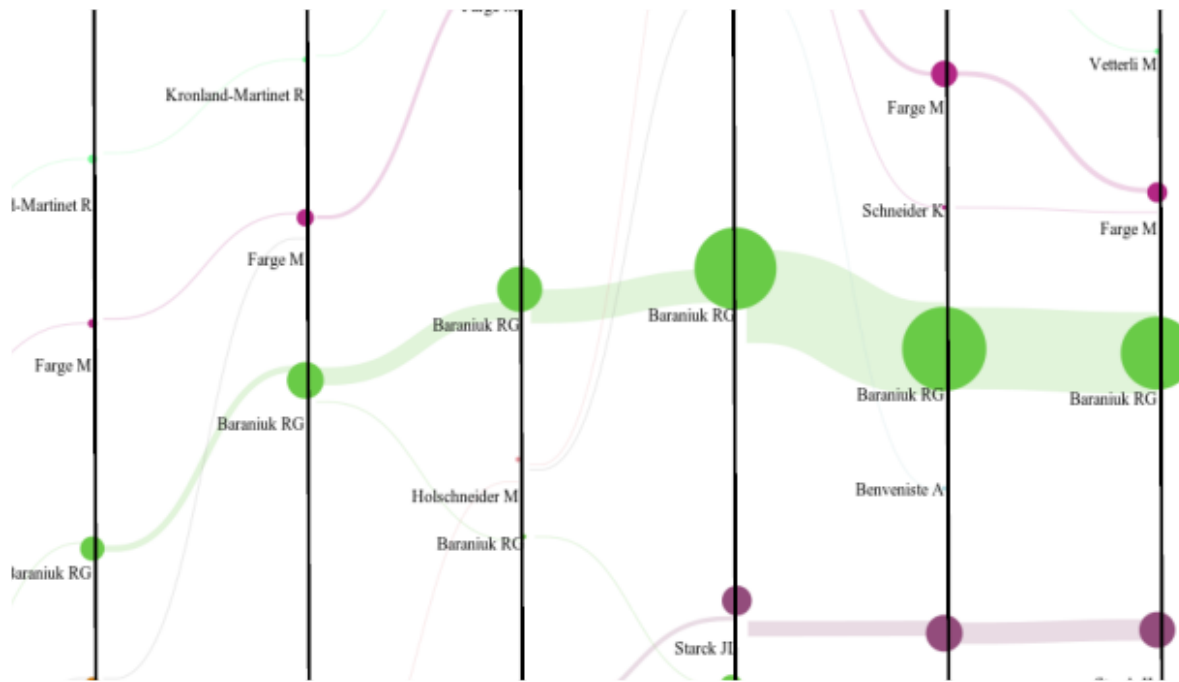 Vetterli M
Kronland-Martinet R
Farge M
l-Martinet R
Schneider K
Farge M
Farge M
Baraniuk RG
Baraniuk RG
Farge M
Baraniuk RG
Baraniuk RG
Baraniuk RG
Benveniste A
Holschneider M
Baraniuk RG
Baraniuk RG
Starck JL